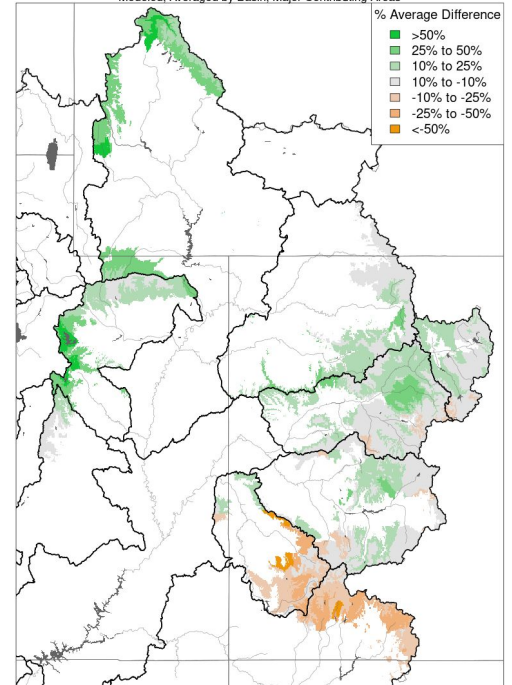 Modeled, Averaged by Basin, Major Contributing Areas
% Average Difference
>50%
25% to 50%
10% to 25%
10% to -10%
-10% to -25%
-25% to -50%
<-50%